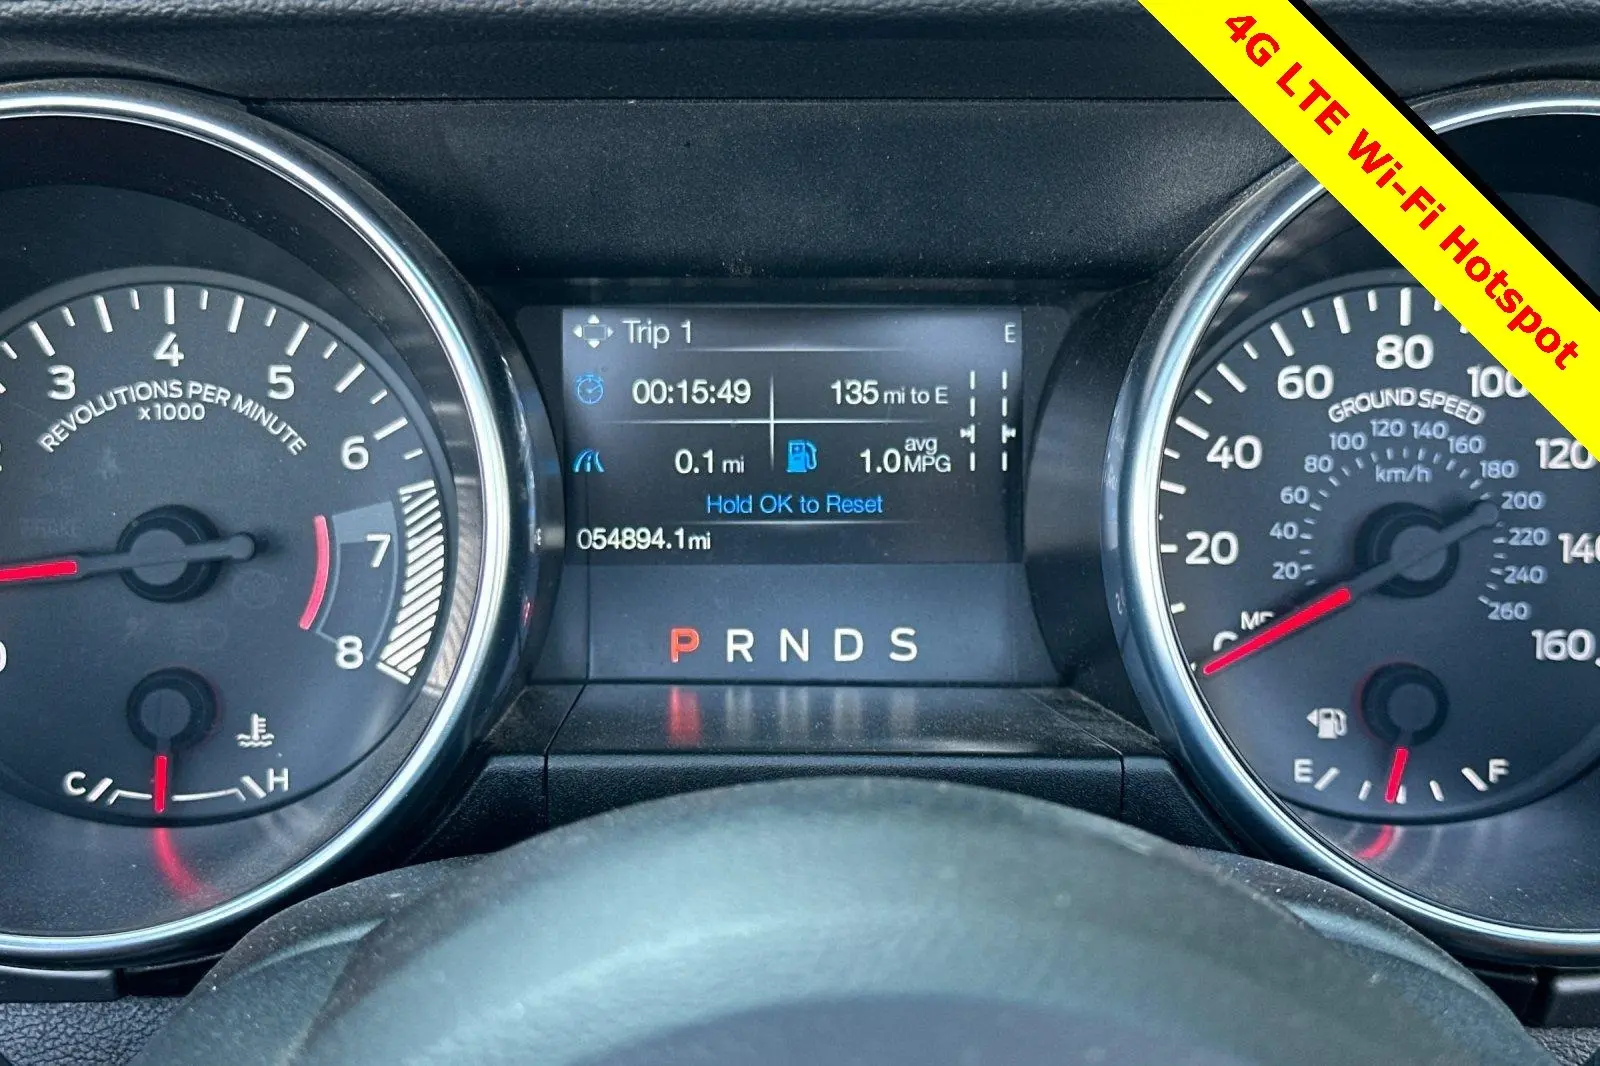 4G LTE Wi-Fi Hotspot
3
4
5
6
7
8
REVOLUTIONS PER MINUTE
x1000
C
H
Trip 1
E
00:15:49
135 mi to E
0.1 mi
1.0 avg MPG
Hold OK to Reset
054894.1 mi
P R N D S
20
40
60
80
100
120
160
GROUND SPEED
20
40
60
80
100
120
140
160
180
200
220
240
260
km/h
E
F